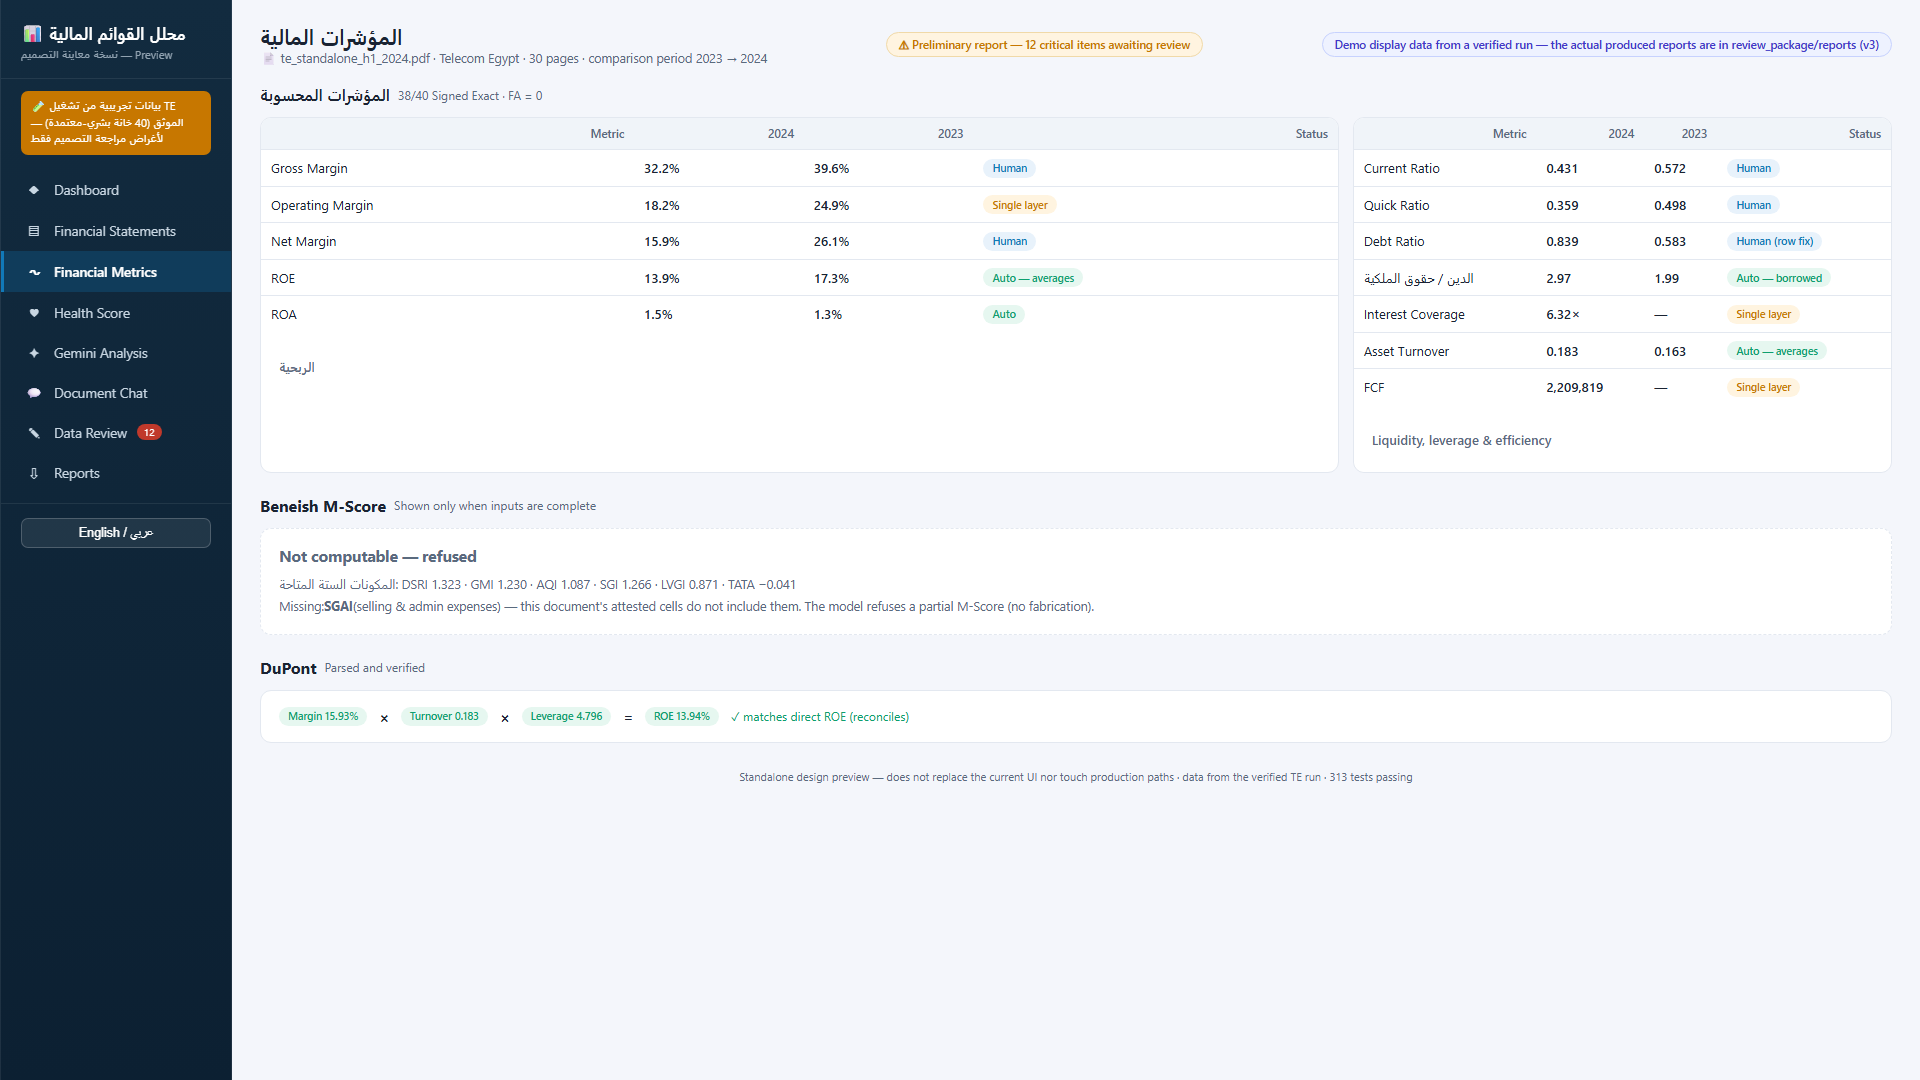 📊 محلل القوائم المالية
نسخة معاينة التصميم — Preview
🧪 بيانات تجريبية من تشغيل TE
الموثق (40 خانة بشري-معتمدة) —
لأغراض مراجعة التصميم فقط
Dashboard
Financial Statements
Financial Metrics
Health Score
Gemini Analysis
Document Chat
Data Review 12
Reports
English / عربي
المؤشرات المالية
te_standalone_h1_2024.pdf · Telecom Egypt · 30 pages · comparison period 2023 → 2024
⚠ Preliminary report — 12 critical items awaiting review
Demo display data from a verified run — the actual produced reports are in review_package/reports (v3)
المؤشرات المحسوبة 38/40 Signed Exact · FA = 0
Metric 2024 2023 Status
Gross Margin 32.2% 39.6% Human
Operating Margin 18.2% 24.9% Single layer
Net Margin 15.9% 26.1% Human
ROE 13.9% 17.3% Auto — averages
ROA 1.5% 1.3% Auto
الربحية
Metric 2024 2023 Status
Current Ratio 0.431 0.572 Human
Quick Ratio 0.359 0.498 Human
Debt Ratio 0.839 0.583 Human (row fix)
الدين / حقوق الملكية 2.97 1.99 Auto — borrowed
Interest Coverage 6.32× — Single layer
Asset Turnover 0.183 0.163 Auto — averages
FCF 2,209,819 — Single layer
Liquidity, leverage & efficiency
Beneish M-Score Shown only when inputs are complete
Not computable — refused
المكونات الستة المتاحة: DSRI 1.323 · GMI 1.230 · AQI 1.087 · SGI 1.266 · LVGI 0.871 · TATA −0.041
Missing:SGAI(selling & admin expenses) — this document's attested cells do not include them. The model refuses a partial M-Score (no fabrication).
DuPont Parsed and verified
Margin 15.93% × Turnover 0.183 × Leverage 4.796 = ROE 13.94% ✓ matches direct ROE (reconciles)
Standalone design preview — does not replace the current UI nor touch production paths · data from the verified TE run · 313 tests passing